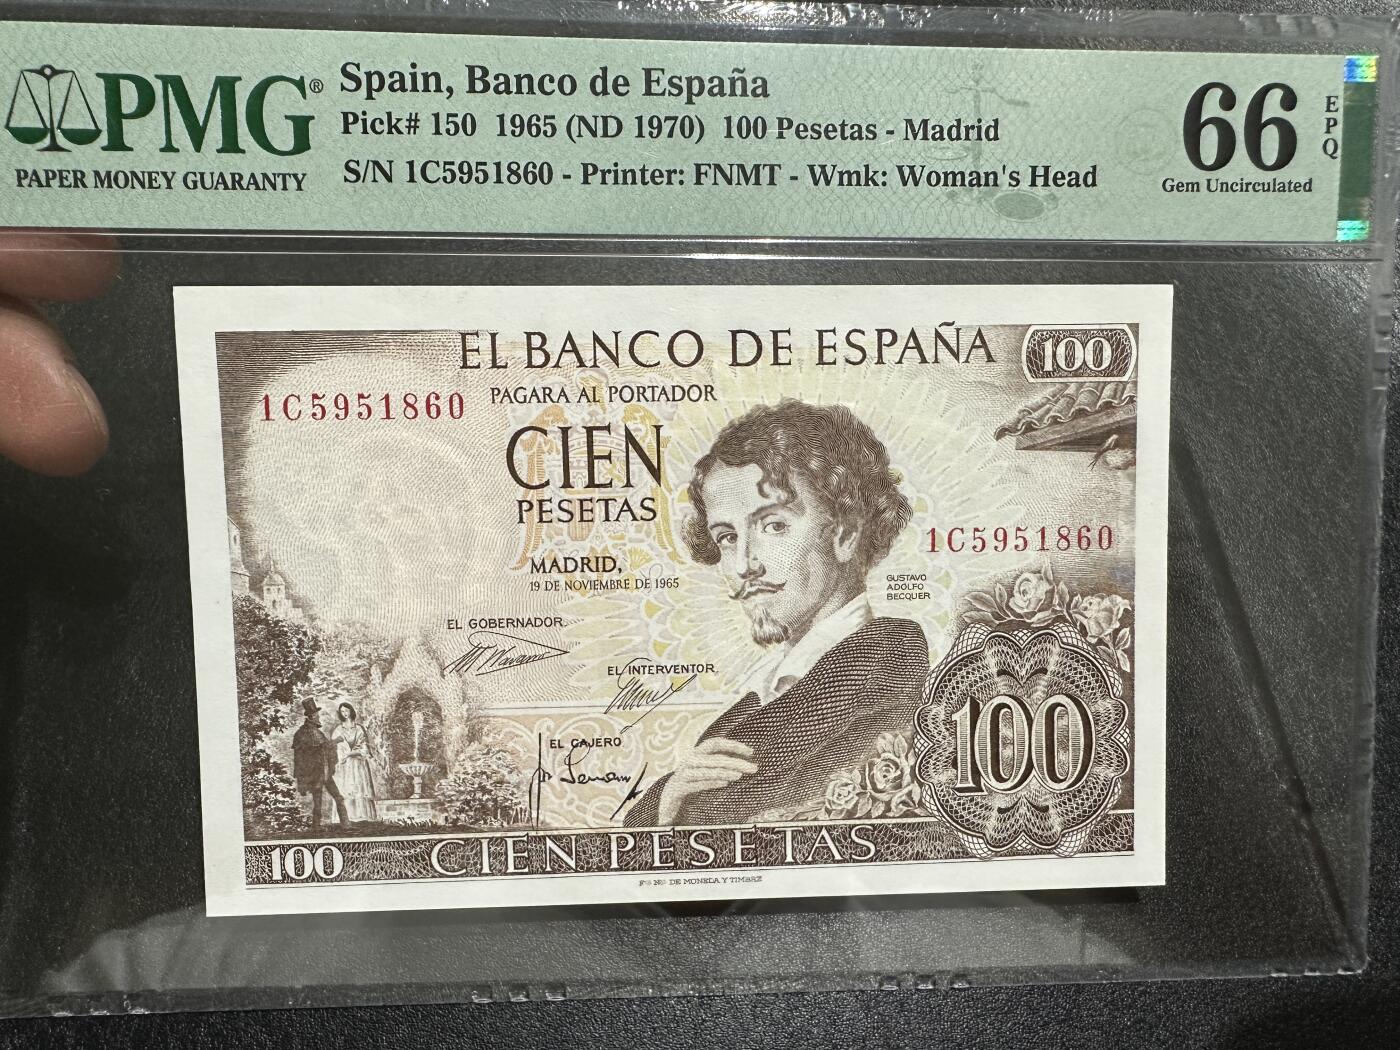 PMG®
PAPER MONEY GUARANTY
Spain, Banco de España
Pick# 150 1965 (ND 1970) 100 Pesetas - Madrid
S/N 1C5951860 - Printer: FNMT - Wmk: Woman's Head
66
EPQ
Gem Uncirculated
EL BANCO DE ESPAÑA
100
1C5951860
PAGARA AL PORTADOR
CIEN
PESETAS
MADRID,
19 DE NOVIEMBRE DE 1965
1C5951860
GUSTAVO
ADOLFO
BECQUER
EL GOBERNADOR
EL INTERVENTOR
EL CAJERO
100
100
CIEN PESETAS
DE MONEDA Y TIMBRE